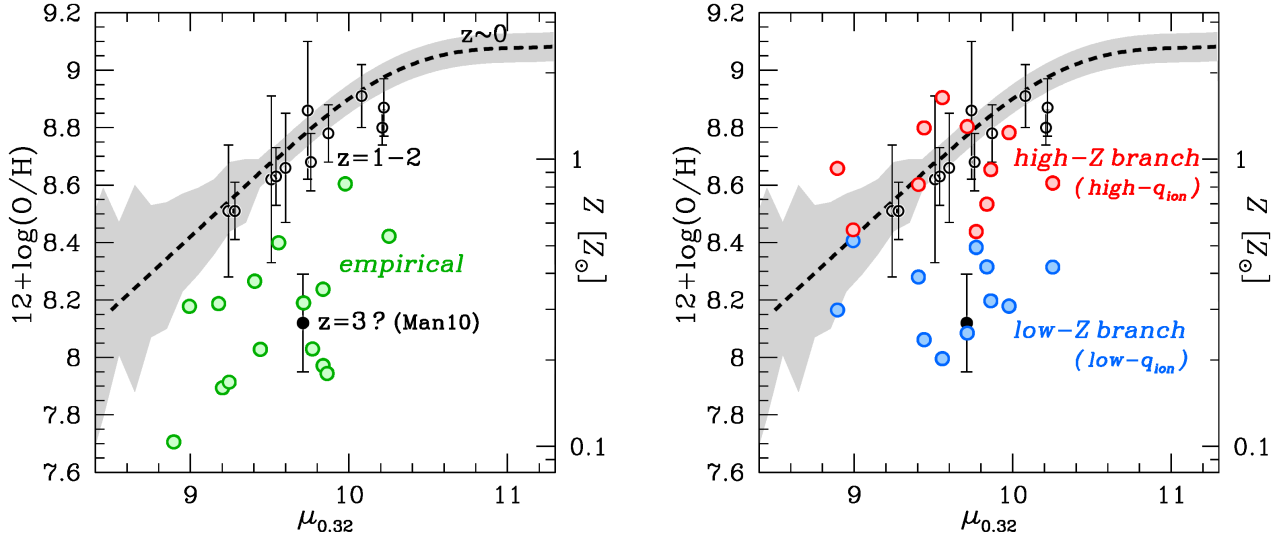 9.2
9
8.8
8.6
8.4
8.2
8
7.8
7.6
12+log(O/H)
z~0
z=1-2
empirical
z=3? (Man10)
1
0.1
Z [Z☉]
9
10
11
μ0.32
9.2
9
8.8
8.6
8.4
8.2
8
7.8
7.6
12+log(O/H)
high-Z branch
(high-qion)
low-Z branch
(low-qion)
1
0.1
Z [Z☉]
9
10
11
μ0.32